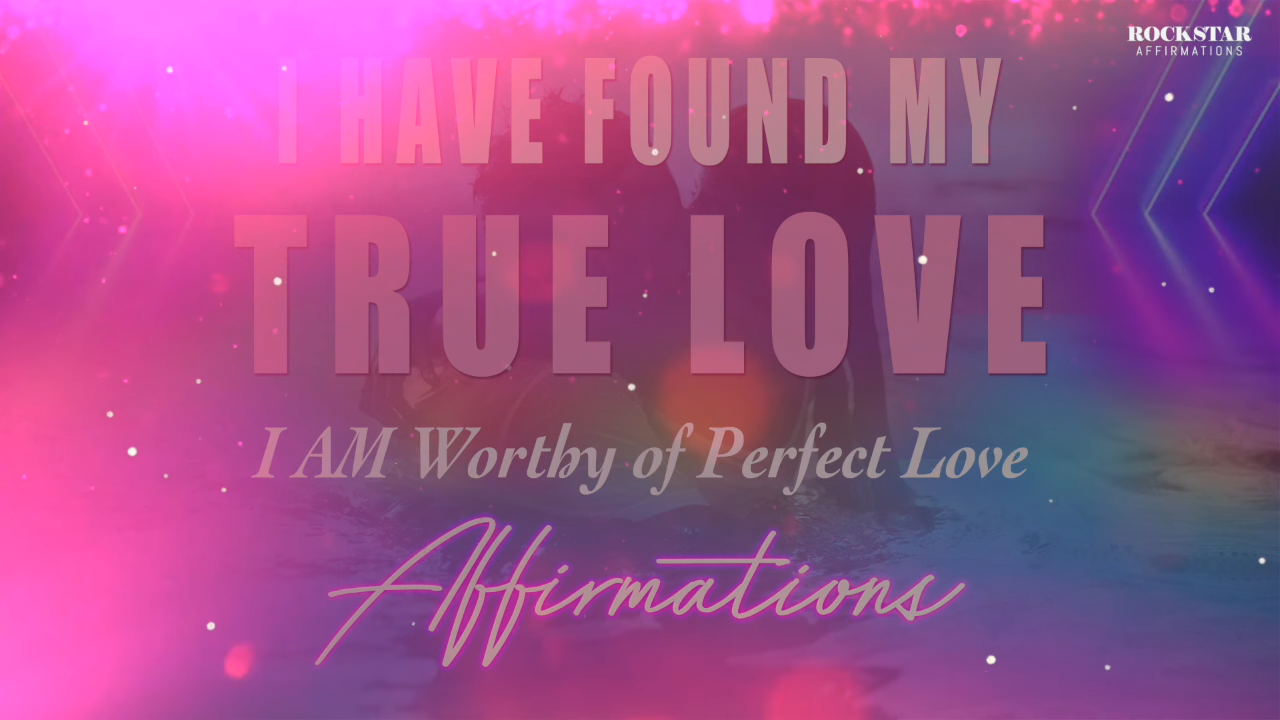 ROCKSTAR
AFFIRMATIONS
I HAVE FOUND MY
TRUE LOVE
I AM Worthy of Perfect Love
Affirmations